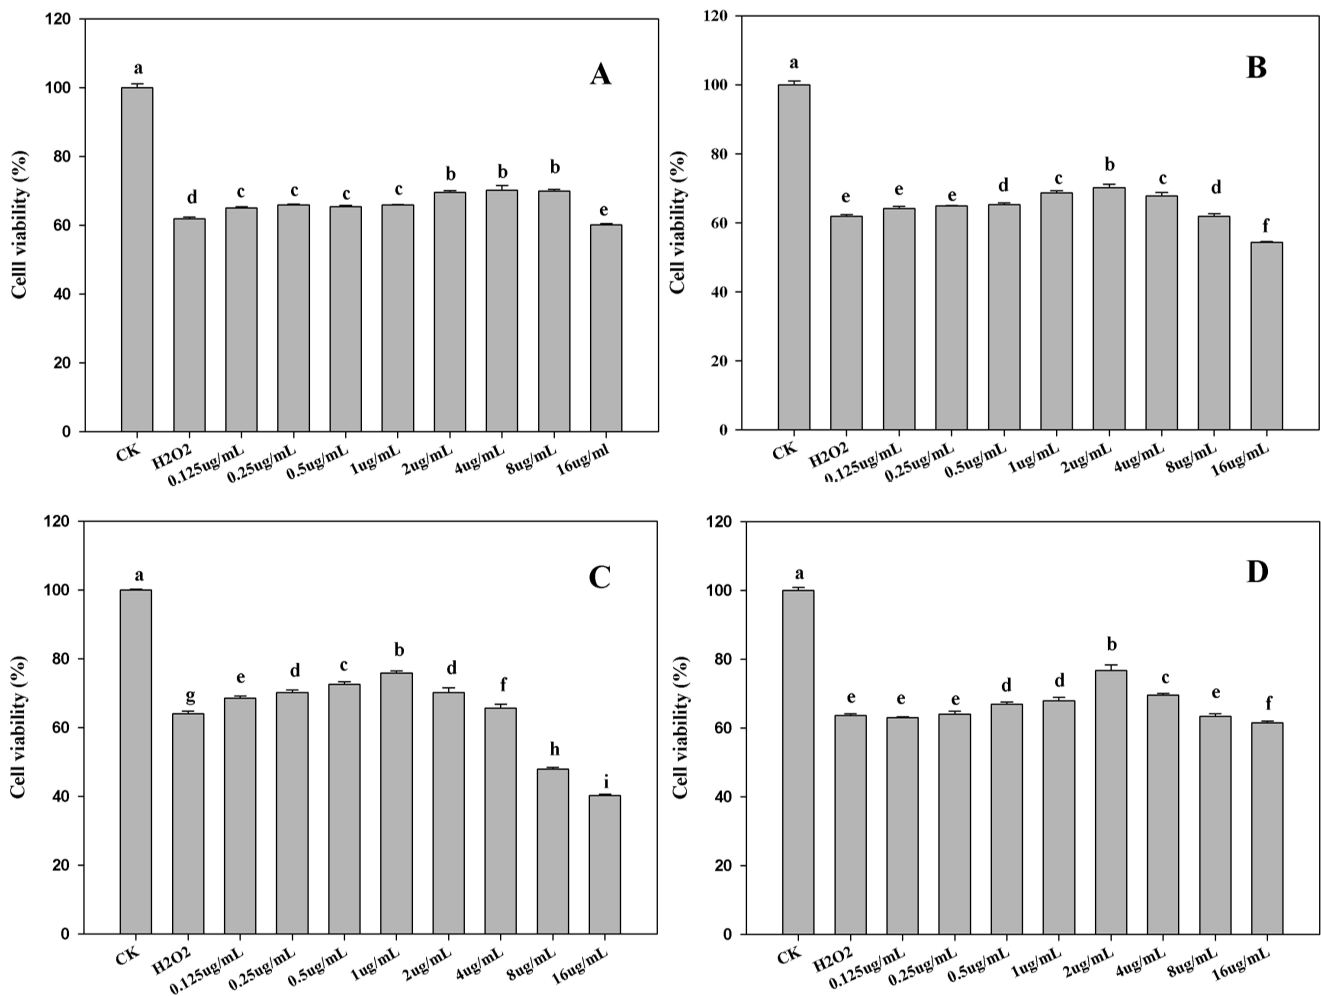 A
Celll viability (%)
120
100
80
60
40
20
0
a
d
c
c
c
c
b
b
b
e
CK
H2O2
0.125ug/mL
0.25ug/mL
0.5ug/mL
1ug/mL
2ug/mL
4ug/mL
8ug/mL
16ug/ml
B
Cell viability (%)
120
100
80
60
40
20
0
a
e
e
e
d
c
b
c
d
f
CK
H2O2
0.125ug/mL
0.25ug/mL
0.5ug/mL
1ug/mL
2ug/mL
4ug/mL
8ug/mL
16ug/mL
C
Cell viability (%)
120
100
80
60
40
20
0
a
g
e
d
c
b
d
f
h
i
CK
H2O2
0.125ug/mL
0.25ug/mL
0.5ug/mL
1ug/mL
2ug/mL
4ug/mL
8ug/mL
16ug/mL
D
Cell viability (%)
120
100
80
60
40
20
0
a
e
e
e
d
d
b
c
e
f
CK
H2O2
0.125ug/mL
0.25ug/mL
0.5ug/mL
1ug/mL
2ug/mL
4ug/mL
8ug/mL
16ug/mL